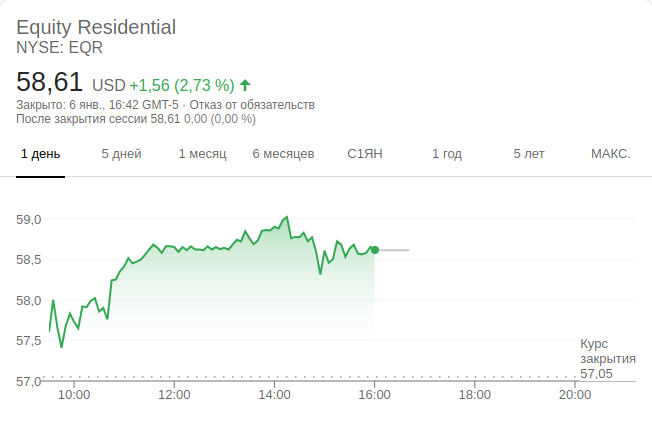 Equity Residential
NYSE: EQR
58,61 USD +1,56 (2,73 %)
Закрыто: 6 янв., 16:42 GMT-5 · Отказ от обязательств
После закрытия сессии 58,61 0,00 (0,00 %)
1 день 5 дней 1 месяц 6 месяцев С1ЯН 1 год 5 лет МАКС.
59,0
58,5
58,0
57,5
Курс
закрытия
57,05
57,0
10:00 12:00 14:00 16:00 18:00 20:00